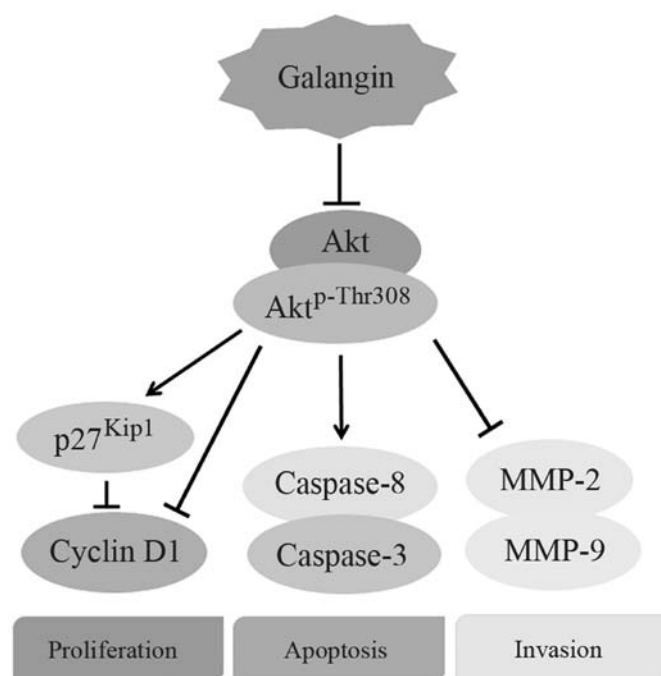 Galangin
Akt
Akt^p-Thr308
p27^Kip1
Caspase-8
MMP-2
Cyclin D1
Caspase-3
MMP-9
Proliferation
Apoptosis
Invasion